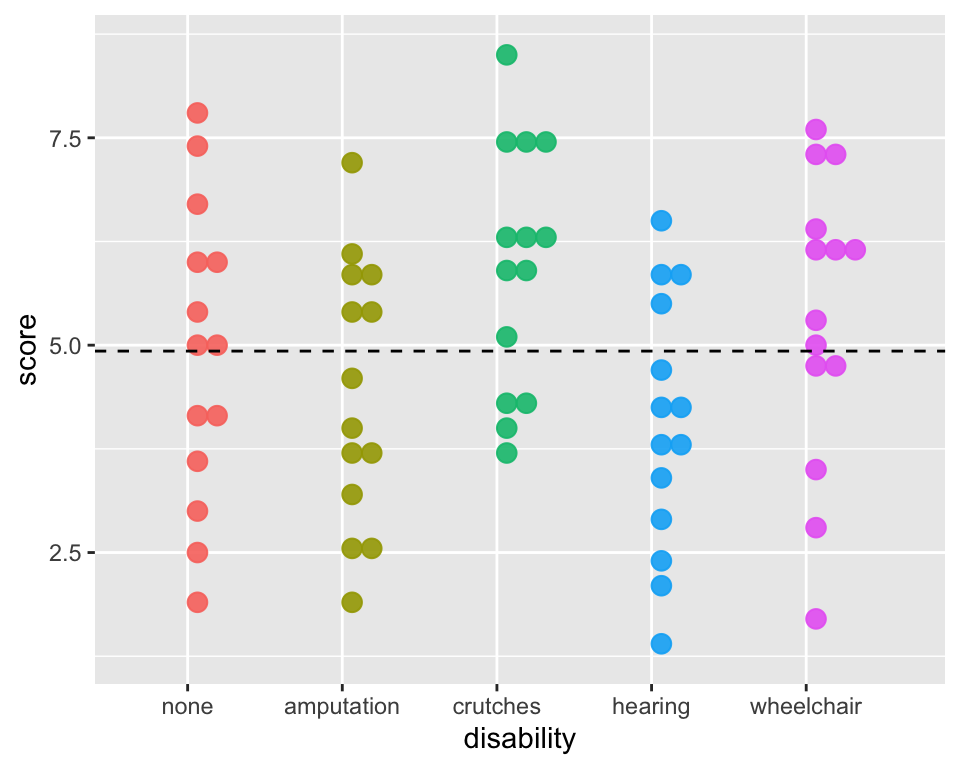 score
7.5
5.0
2.5
none amputation crutches hearing wheelchair
disability